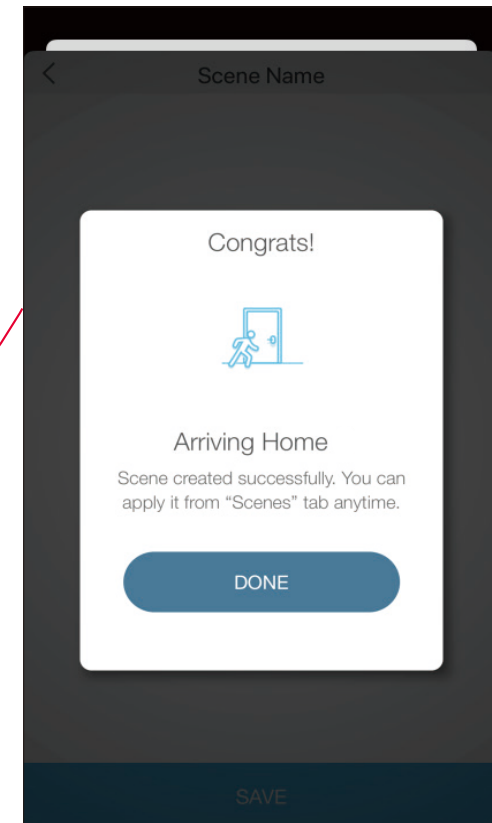 Scene Name
Congrats!
Arriving Home
Scene created successfully. You can
apply it from “Scenes” tab anytime.
DONE
SAVE